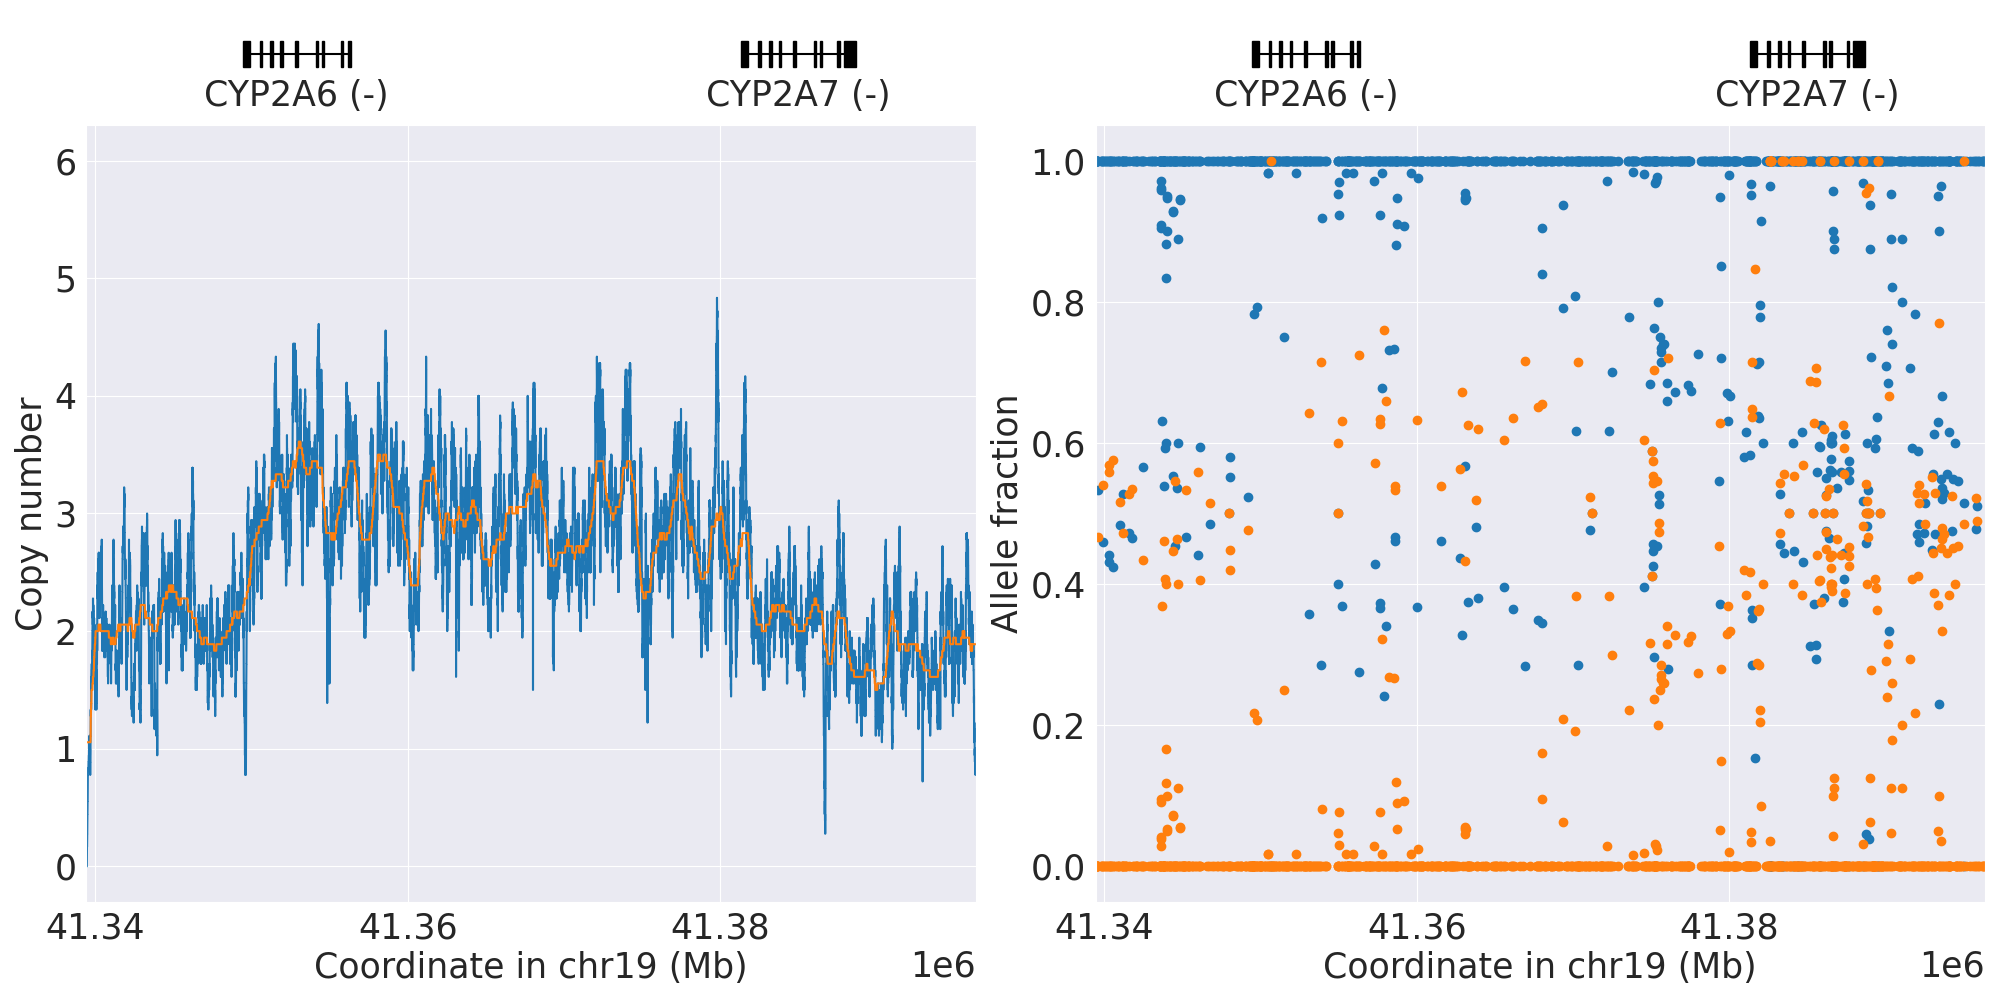 CYP2A6 (-)
CYP2A7 (-)
Copy number
6
5
4
3
2
1
0
41.34
41.36
41.38
Coordinate in chr19 (Mb)
1e6
CYP2A6 (-)
CYP2A7 (-)
Allele fraction
1.0
0.8
0.6
0.4
0.2
0.0
41.34
41.36
41.38
Coordinate in chr19 (Mb)
1e6